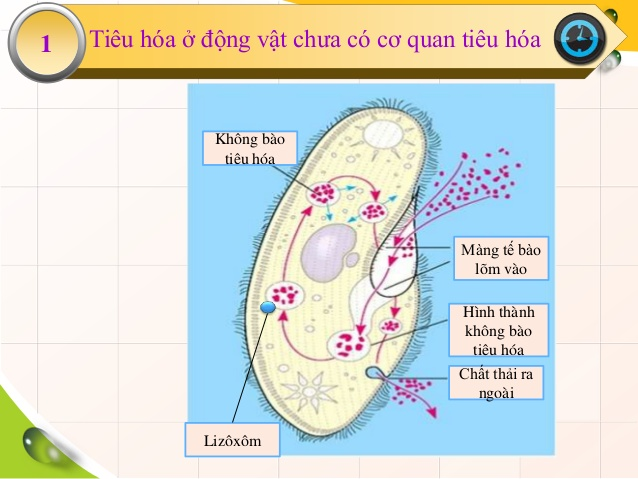 1
Tiêu hóa ở động vật chưa có cơ quan tiêu hóa
Không bào
tiêu hóa
Màng tế bào
lõm vào
Hình thành
không bào
tiêu hóa
Chất thải ra
ngoài
Lizôxôm